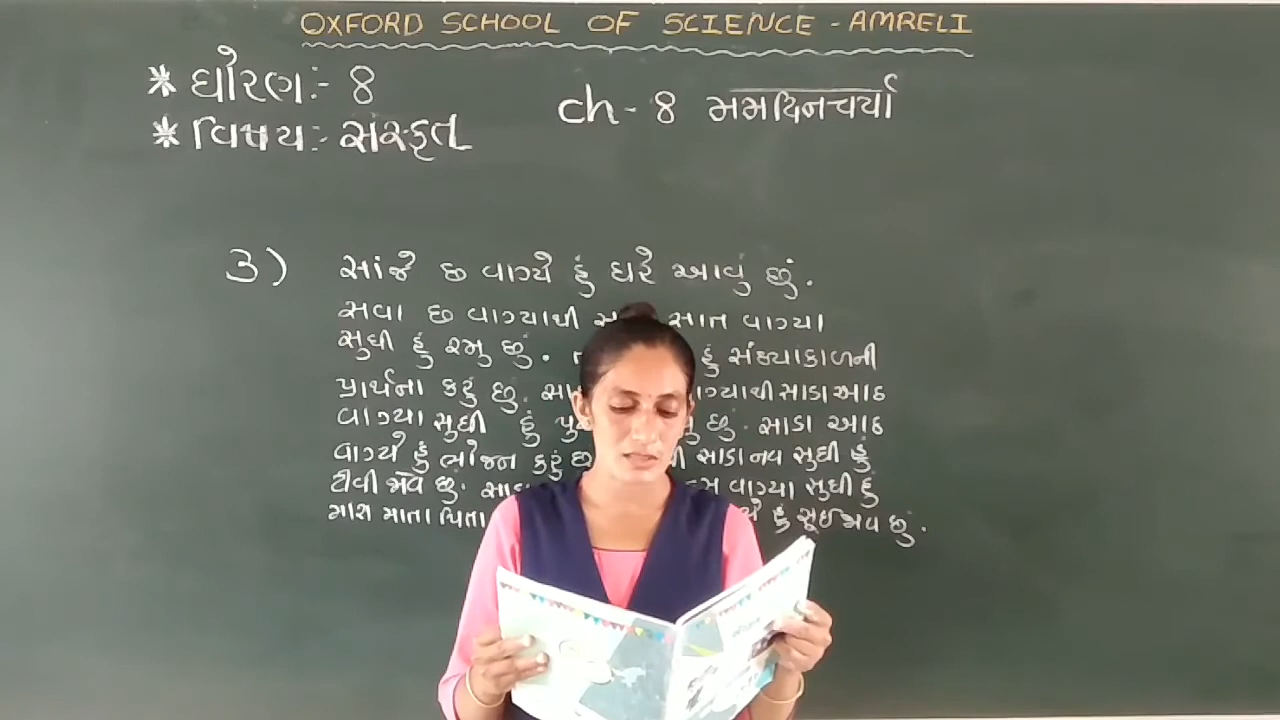 OXFORD SCHOOL OF SCIENCE - AMRELI
* ધોરણ:- 8
ch - 8 મમદિનચર્યા
* વિષય:- સંસ્કૃત
3) સાંજે છ વાગ્યે હું ઘરે આવું છું.
સવા છ વાગ્યાથી સાત વાગ્યા
સુધી હું રમુ છું. હું સંધ્યાકાળની
પ્રાર્થના કરું છું. સાડા આઠ
વાગ્યા સુધી હું છું. સાડા આઠ
વાગ્યે હું ભોજન કરું સાડા નવ સુધી હું
ટીવી જોવ છું. વાગ્યા સુધી હું
મારા માતા પિતા હું સૂઈ જાવ છું.